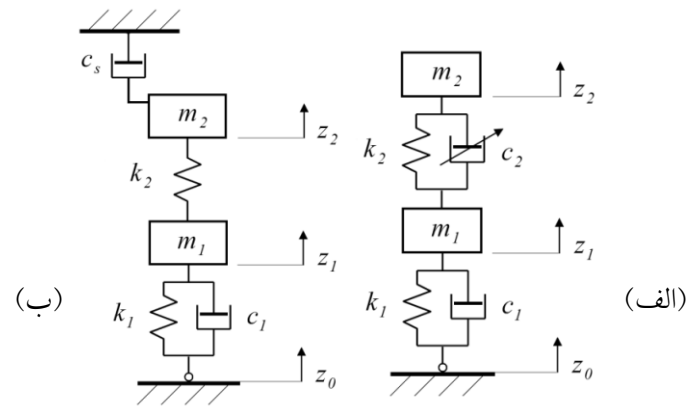 c_s
m_2
z_2
k_2
m_1
z_1
k_1
c_1
z_0
(ب)
m_2
z_2
k_2
c_2
m_1
z_1
k_1
c_1
z_0
(الف)